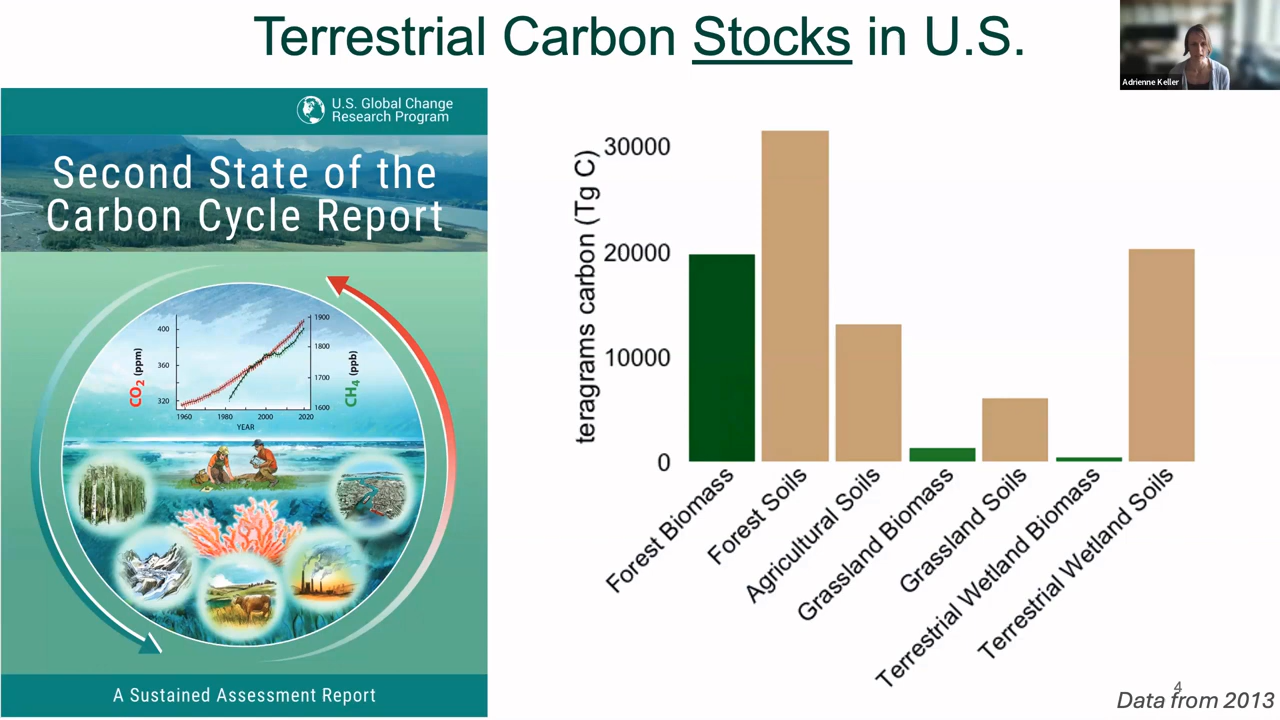 Terrestrial Carbon Stocks in U.S.
Adrienne Keller
U.S. Global Change
Research Program
Second State of the
Carbon Cycle Report
400
360
320
CO₂ (ppm)
1900
1800
1700
1600
CH₄ (ppb)
1960
1980
2000
2020
YEAR
A Sustained Assessment Report
teragrams carbon (Tg C)
30000
20000
10000
0
Forest Biomass
Forest Soils
Agricultural Soils
Grassland Biomass
Grassland Soils
Terrestrial Wetland Biomass
Terrestrial Wetland Soils
4
Data from 2013